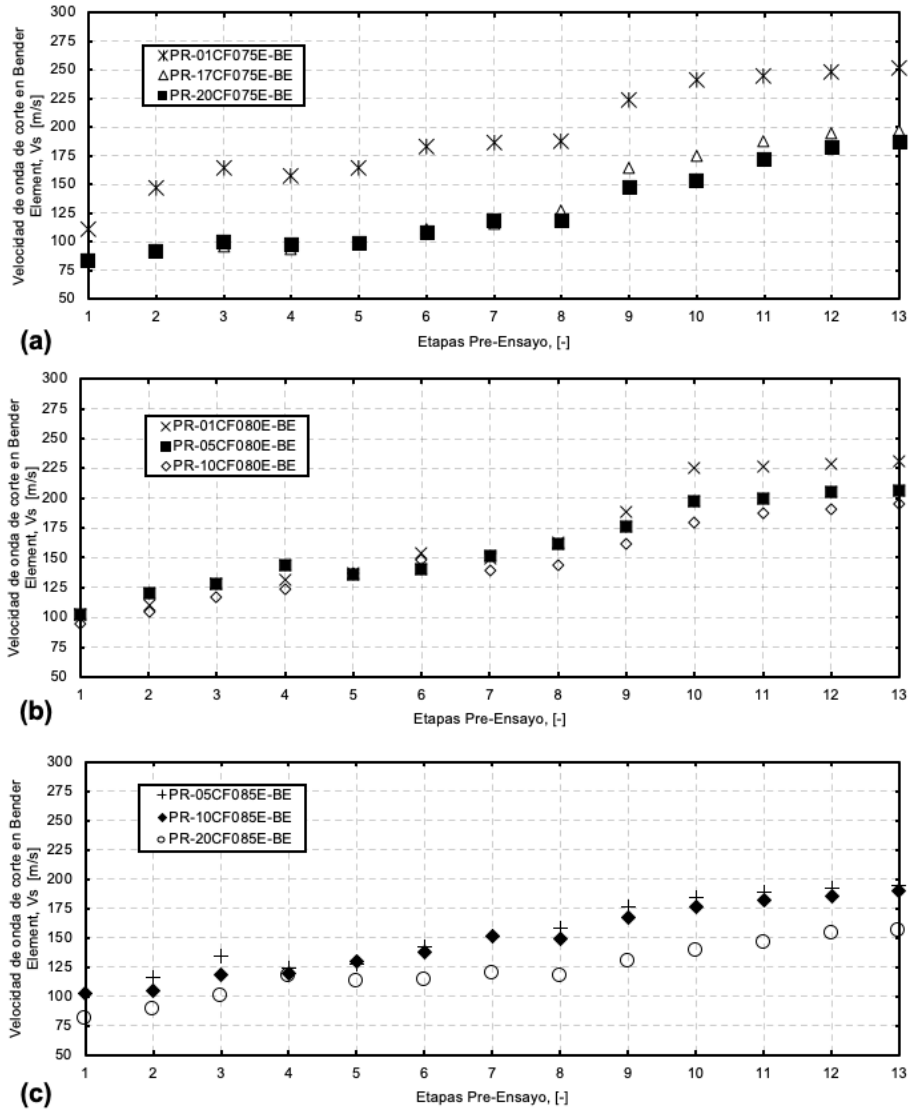 300
275
250
225
200
175
150
125
100
75
50
Velocidad de onda de corte en Bender
Element, Vs [m/s]
PR-01CF075E-BE
PR-17CF075E-BE
PR-20CF075E-BE
1 2 3 4 5 6 7 8 9 10 11 12 13
Etapas Pre-Ensayo, [-]
(a)
300
275
250
225
200
175
150
125
100
75
50
Velocidad de onda de corte en Bender
Element, Vs [m/s]
PR-01CF080E-BE
PR-05CF080E-BE
PR-10CF080E-BE
1 2 3 4 5 6 7 8 9 10 11 12 13
Etapas Pre-Ensayo, [-]
(b)
300
275
250
225
200
175
150
125
100
75
50
Velocidad de onda de corte en Bender
Element, Vs [m/s]
PR-05CF085E-BE
PR-10CF085E-BE
PR-20CF085E-BE
1 2 3 4 5 6 7 8 9 10 11 12 13
Etapas Pre-Ensayo, [-]
(c)